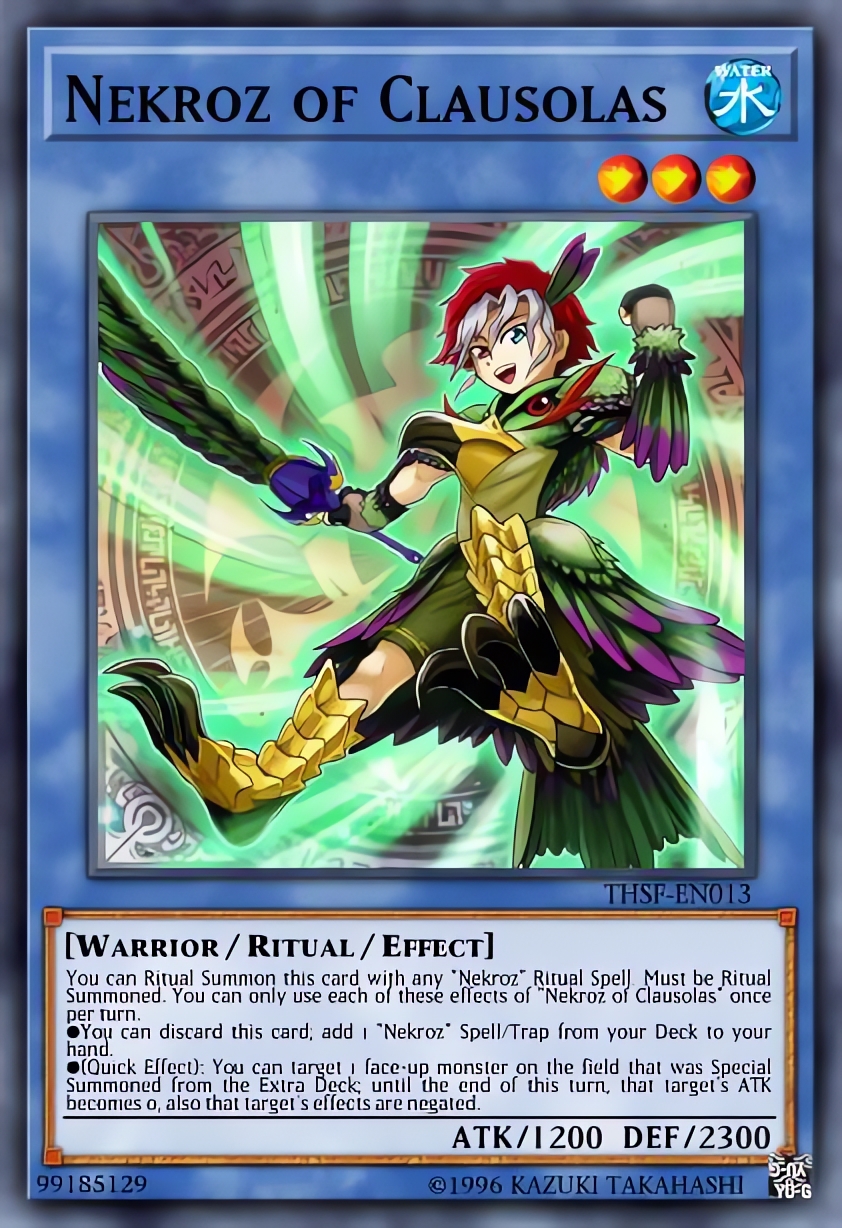 Nekroz of Clausolas
WATER
水
THSF-EN013
[Warrior / Ritual / Effect]
You can Ritual Summon this card with any "Nekroz" Ritual Spell. Must be Ritual
Summoned. You can only use each of these effects of "Nekroz of Clausolas" once
per turn.
●You can discard this card; add 1 "Nekroz" Spell/Trap from your Deck to your
hand.
●(Quick Effect): You can target 1 face-up monster on the field that was Special
Summoned from the Extra Deck; until the end of this turn, that target's ATK
becomes 0, also that target's effects are negated.
ATK/1200 DEF/2300
99185129
©1996 KAZUKI TAKAHASHI